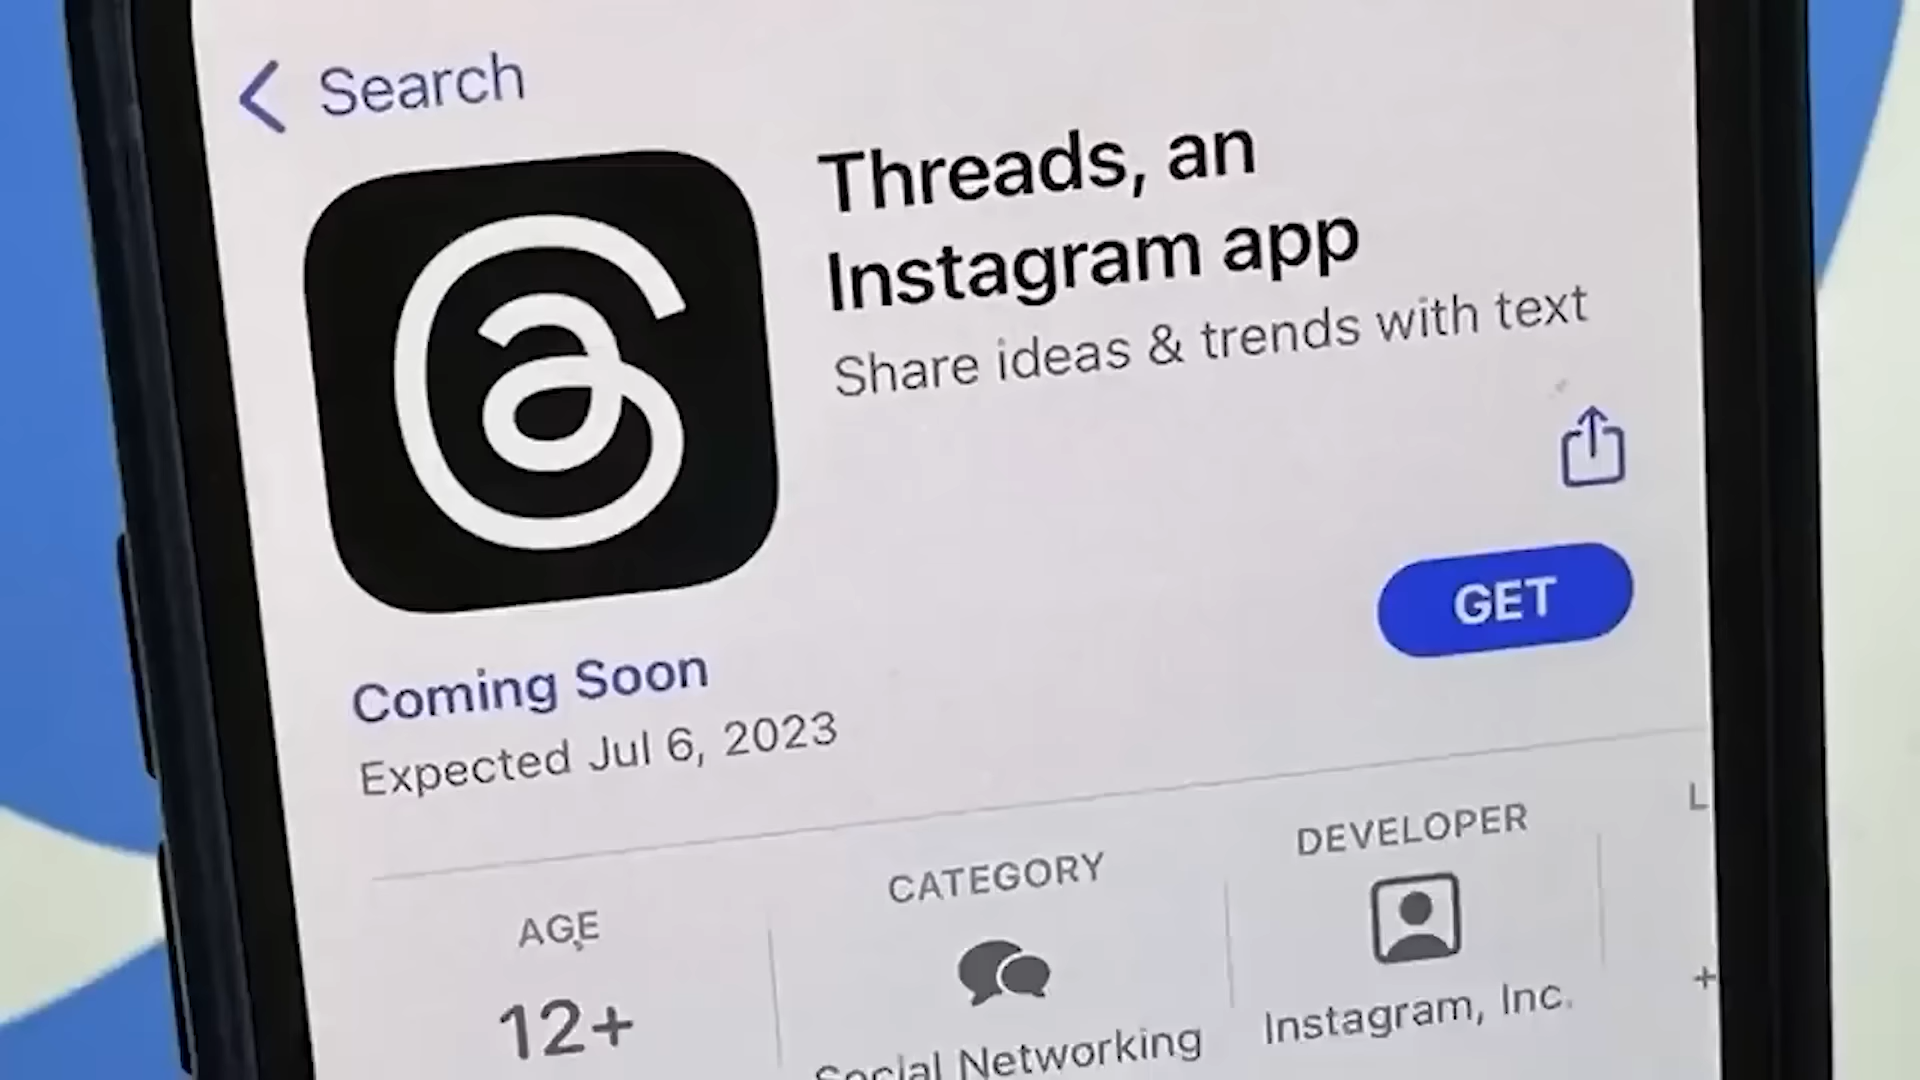 Search
Threads, an
Instagram app
Share ideas & trends with text
GET
Coming Soon
Expected Jul 6, 2023
AGE
12+
CATEGORY
Social Networking
DEVELOPER
Instagram, Inc.
L
+